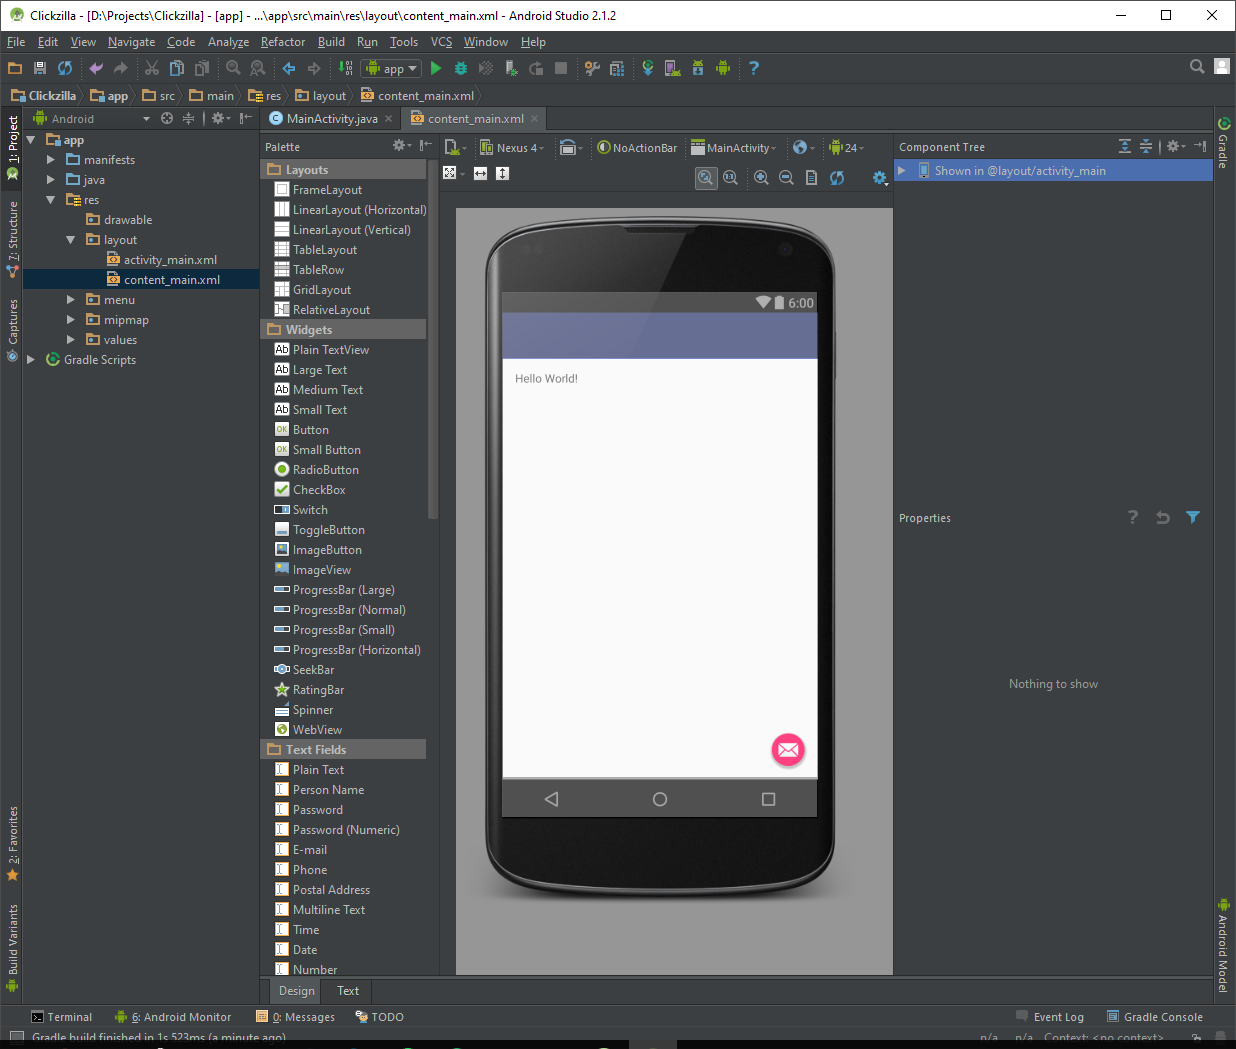 Clickzilla - [D:\Projects\Clickzilla] - [app] - ...\app\src\main\res\layout\content_main.xml - Android Studio 2.1.2
File Edit View Navigate Code Analyze Refactor Build Run Tools VCS Window Help
app
Clickzilla app src main res layout content_main.xml
1: Project
7: Structure
Captures
2: Favorites
Build Variants
Android
app
manifests
java
res
drawable
layout
activity_main.xml
content_main.xml
menu
mipmap
values
Gradle Scripts
MainActivity.java content_main.xml
Palette
Layouts
FrameLayout
LinearLayout (Horizontal)
LinearLayout (Vertical)
TableLayout
TableRow
GridLayout
RelativeLayout
Widgets
Ab Plain TextView
Ab Large Text
Ab Medium Text
Ab Small Text
OK Button
OK Small Button
RadioButton
CheckBox
Switch
ToggleButton
ImageButton
ImageView
ProgressBar (Large)
ProgressBar (Normal)
ProgressBar (Small)
ProgressBar (Horizontal)
SeekBar
RatingBar
Spinner
WebView
Text Fields
Plain Text
Person Name
Password
Password (Numeric)
E-mail
Phone
Postal Address
Multiline Text
Time
Date
Number
Nexus 4 NoActionBar MainActivity 24
6:00
Hello World!
Component Tree
Shown in @layout/activity_main
Properties
Nothing to show
Gradle
Android Model
Design Text
Terminal 6: Android Monitor 0: Messages TODO Event Log Gradle Console
Gradle build finished in 1s 523ms (a minute ago) n/a n/a Context: <no context>